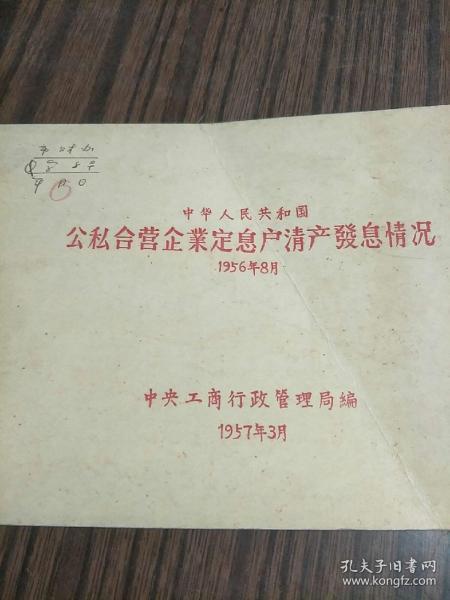 中华人民共和国
公私合营企業定息户清产發息情况
1956年8月
中央工商行政管理局編
1957年3月
孔夫子旧书网
www.kongfz.com